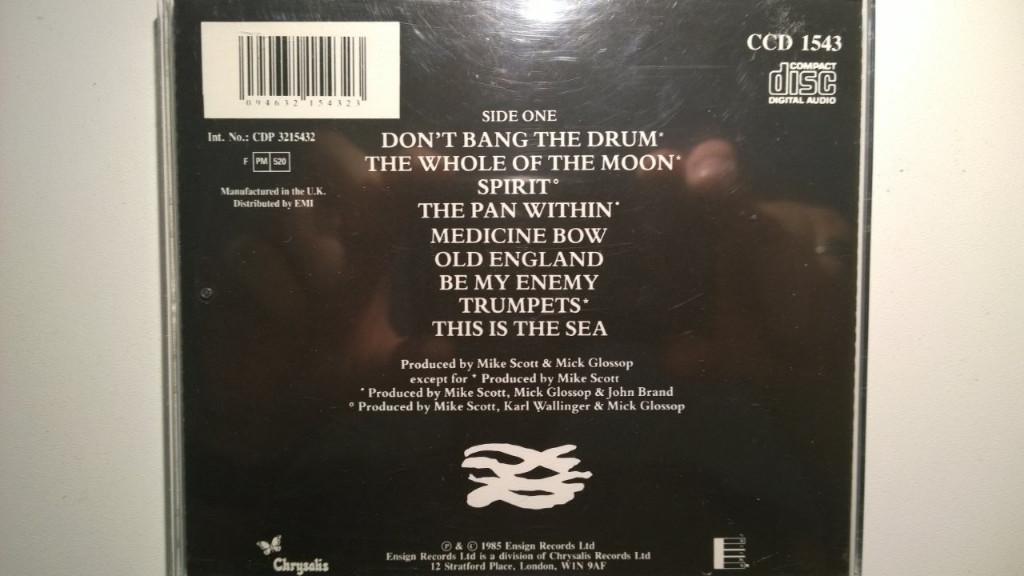 CCD 1543
COMPACT
disc
DIGITAL AUDIO
0 94632 15432 3
Int. No.: CDP 3215432
F PM 520
Manufactured in the U.K.
Distributed by EMI
SIDE ONE
DON'T BANG THE DRUM*
THE WHOLE OF THE MOON*
SPIRIT°
THE PAN WITHIN*
MEDICINE BOW
OLD ENGLAND
BE MY ENEMY
TRUMPETS*
THIS IS THE SEA
Produced by Mike Scott & Mick Glossop
except for * Produced by Mike Scott
* Produced by Mike Scott, Mick Glossop & John Brand
° Produced by Mike Scott, Karl Wallinger & Mick Glossop
Chrysalis
℗ & © 1985 Ensign Records Ltd
Ensign Records Ltd is a division of Chrysalis Records Ltd
12 Stratford Place, London, W1N 9AF